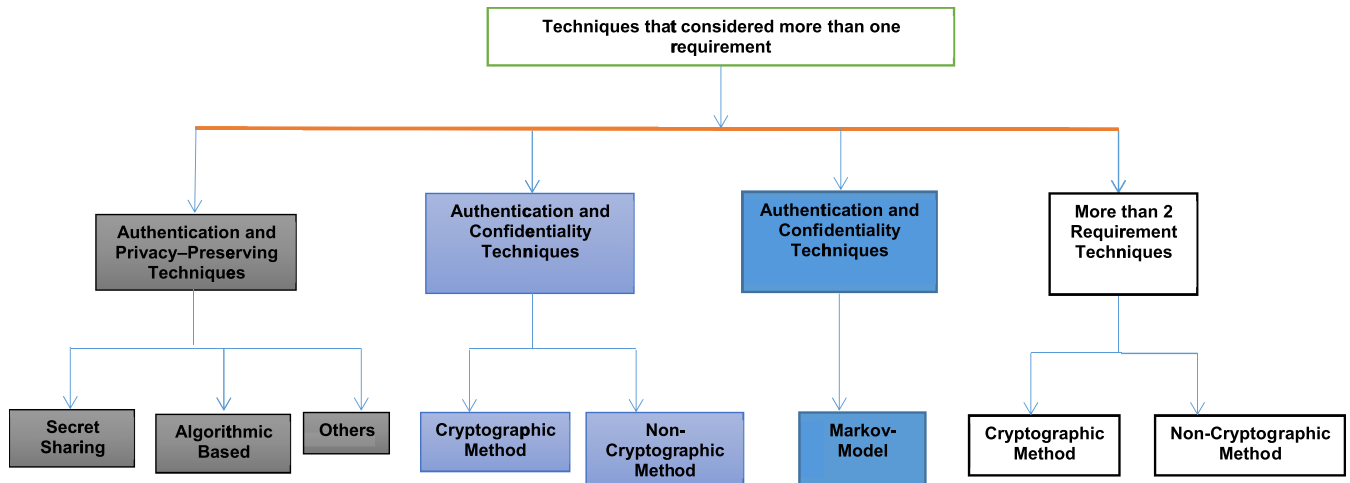 Techniques that considered more than one
requirement
Authentication and
Privacy–Preserving
Techniques
Authentication and
Confidentiality
Techniques
Authentication and
Confidentiality
Techniques
More than 2
Requirement
Techniques
Secret
Sharing
Algorithmic
Based
Others
Cryptographic
Method
Non-
Cryptographic
Method
Markov-
Model
Cryptographic
Method
Non-Cryptographic
Method